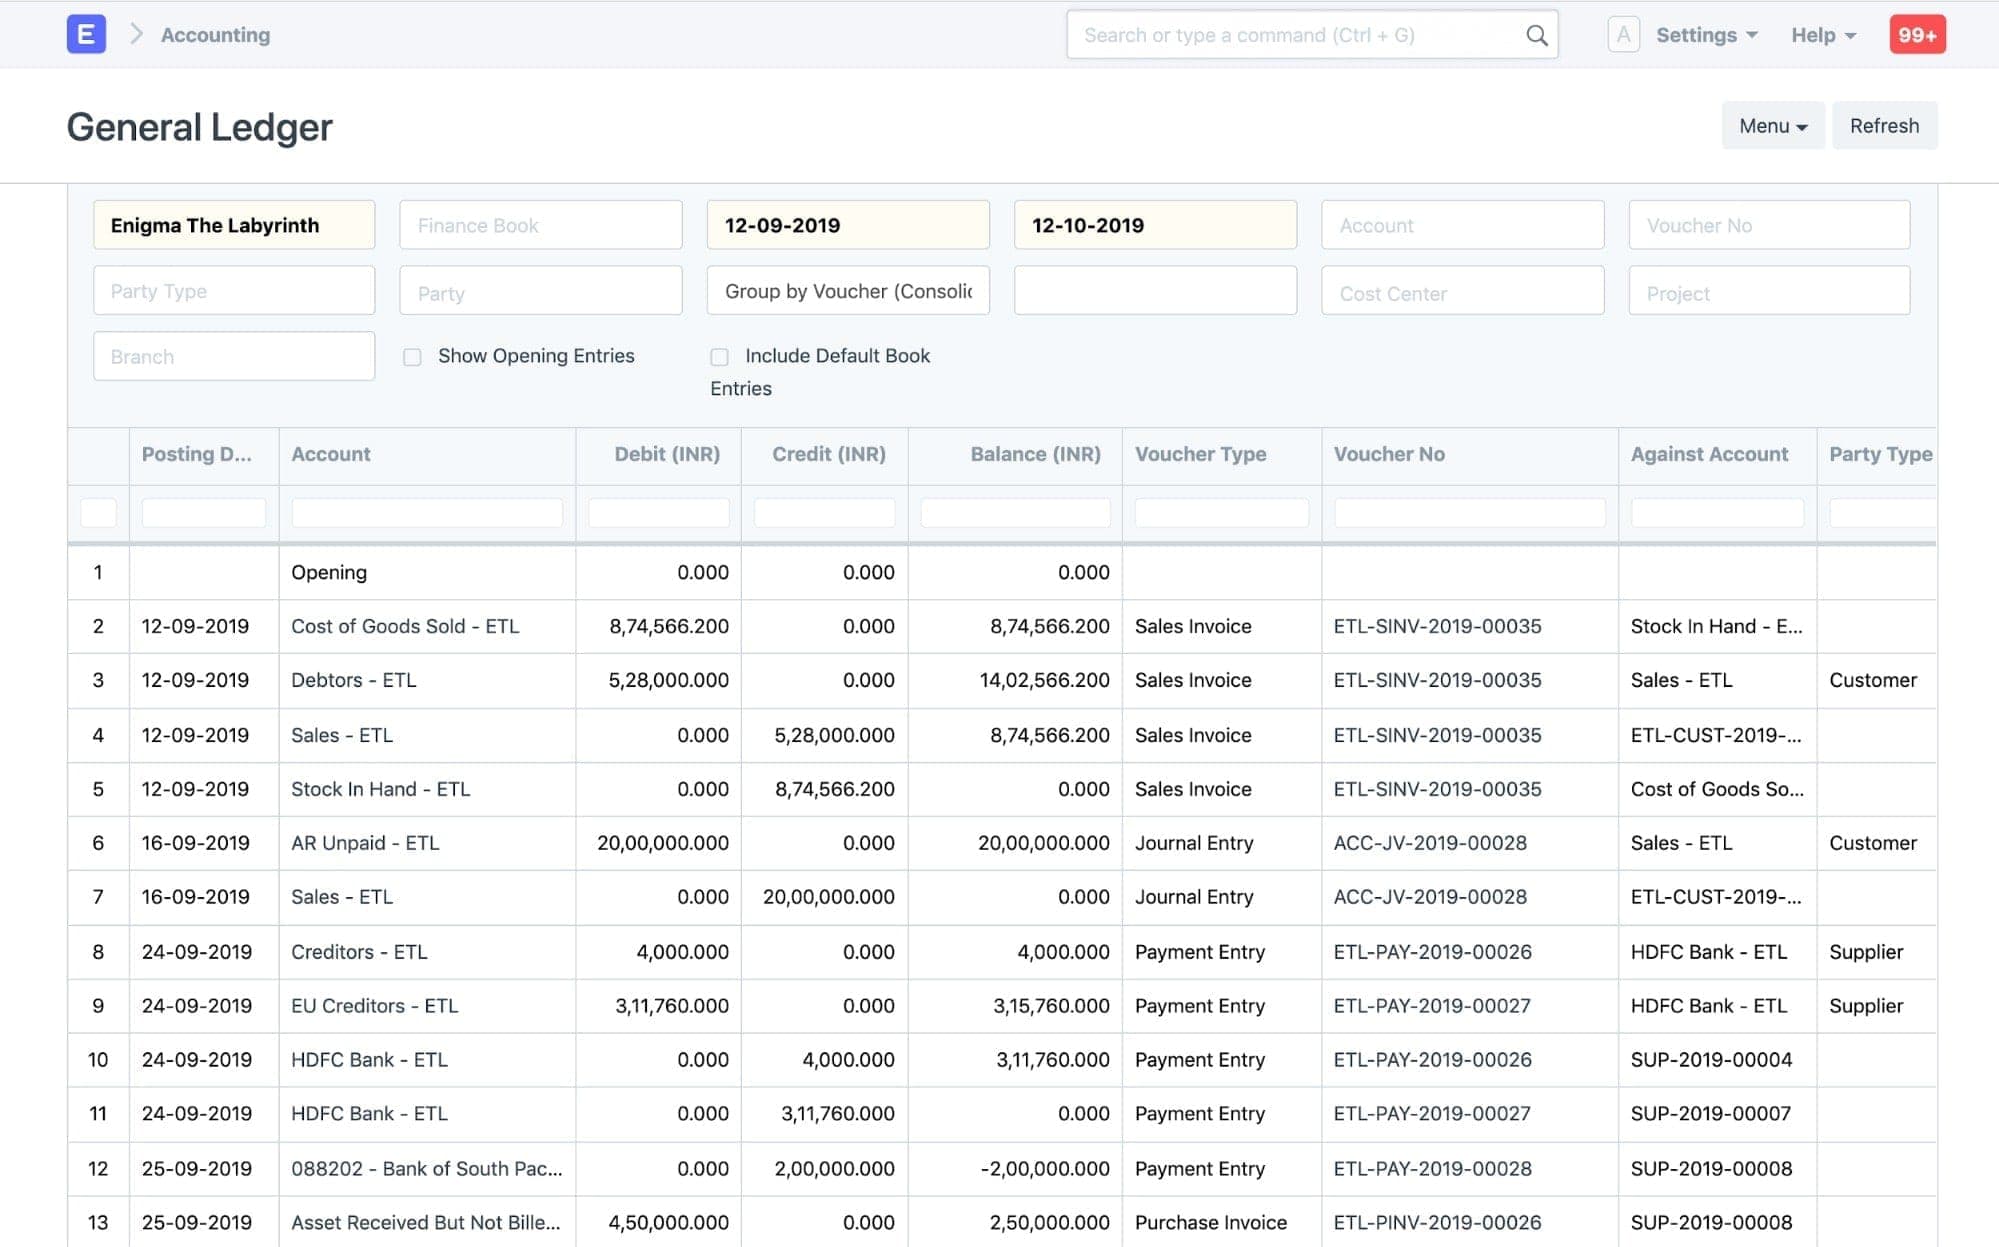 E > Accounting Search or type a command (Ctrl + G) A Settings Help 99+
General Ledger Menu Refresh
Enigma The Labyrinth Finance Book 12-09-2019 12-10-2019 Account Voucher No
Party Type Party Group by Voucher (Consolid Cost Center Project
Branch Show Opening Entries Include Default Book
Entries
Posting D... Account Debit (INR) Credit (INR) Balance (INR) Voucher Type Voucher No Against Account Party Type
1 Opening 0.000 0.000 0.000
2 12-09-2019 Cost of Goods Sold - ETL 8,74,566.200 0.000 8,74,566.200 Sales Invoice ETL-SINV-2019-00035 Stock In Hand - E...
3 12-09-2019 Debtors - ETL 5,28,000.000 0.000 14,02,566.200 Sales Invoice ETL-SINV-2019-00035 Sales - ETL Customer
4 12-09-2019 Sales - ETL 0.000 5,28,000.000 8,74,566.200 Sales Invoice ETL-SINV-2019-00035 ETL-CUST-2019-...
5 12-09-2019 Stock In Hand - ETL 0.000 8,74,566.200 0.000 Sales Invoice ETL-SINV-2019-00035 Cost of Goods So...
6 16-09-2019 AR Unpaid - ETL 20,00,000.000 0.000 20,00,000.000 Journal Entry ACC-JV-2019-00028 Sales - ETL Customer
7 16-09-2019 Sales - ETL 0.000 20,00,000.000 0.000 Journal Entry ACC-JV-2019-00028 ETL-CUST-2019-...
8 24-09-2019 Creditors - ETL 4,000.000 0.000 4,000.000 Payment Entry ETL-PAY-2019-00026 HDFC Bank - ETL Supplier
9 24-09-2019 EU Creditors - ETL 3,11,760.000 0.000 3,15,760.000 Payment Entry ETL-PAY-2019-00027 HDFC Bank - ETL Supplier
10 24-09-2019 HDFC Bank - ETL 0.000 4,000.000 3,11,760.000 Payment Entry ETL-PAY-2019-00026 SUP-2019-00004
11 24-09-2019 HDFC Bank - ETL 0.000 3,11,760.000 0.000 Payment Entry ETL-PAY-2019-00027 SUP-2019-00007
12 25-09-2019 088202 - Bank of South Pac... 0.000 2,00,000.000 -2,00,000.000 Payment Entry ETL-PAY-2019-00028 SUP-2019-00008
13 25-09-2019 Asset Received But Not Bille... 4,50,000.000 0.000 2,50,000.000 Purchase Invoice ETL-PINV-2019-00026 SUP-2019-00008